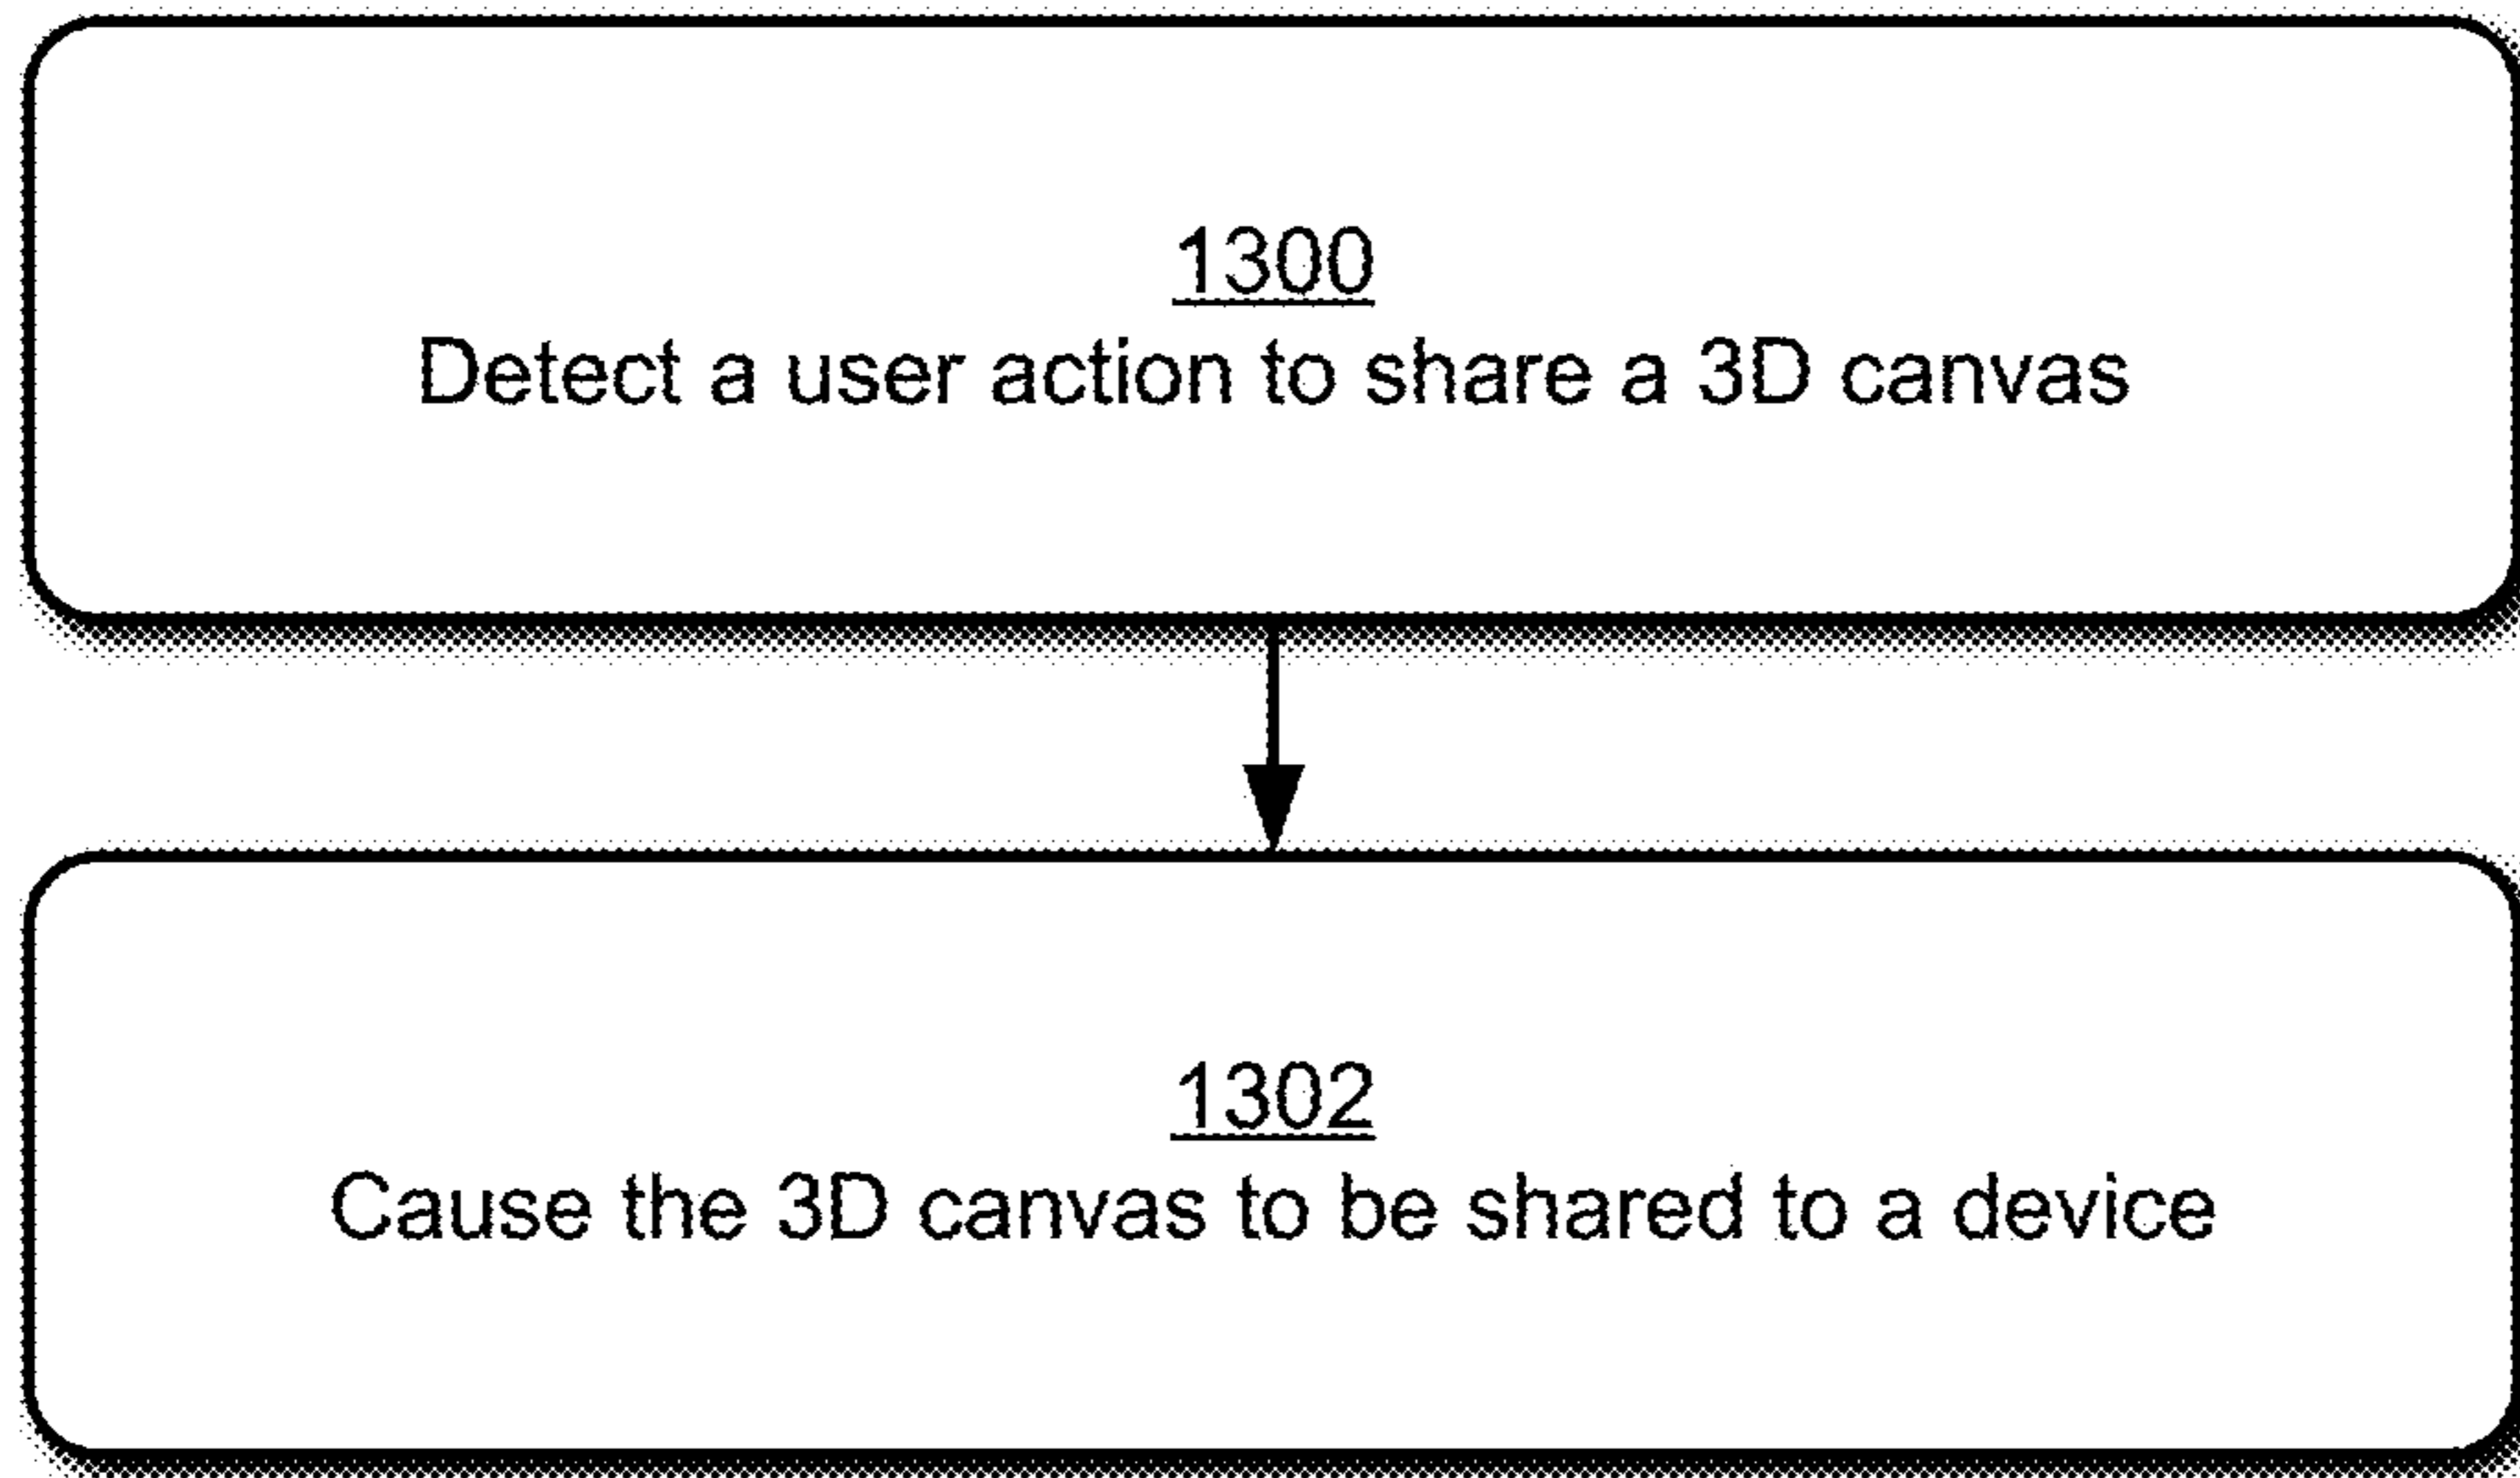 1300
Detect a user action to share a 3D canvas
1302
Cause the 3D canvas to be shared to a device